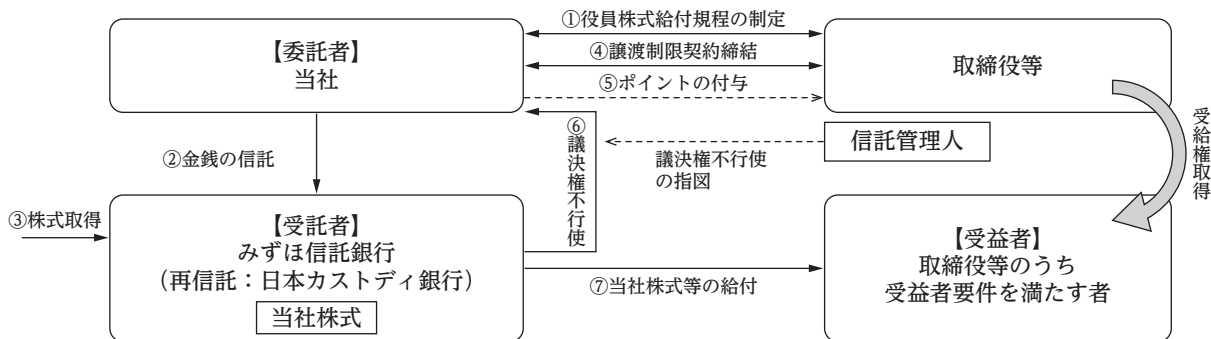 ①役員株式給付規程の制定
【委託者】
当社
④譲渡制限契約締結
⑤ポイントの付与
取締役等
②金銭の信託
⑥議決権不行使
議決権不行使
の指図
信託管理人
受給権取得
③株式取得
【受託者】
みずほ信託銀行
（再信託：日本カストディ銀行）
当社株式
⑦当社株式等の給付
【受益者】
取締役等のうち
受益者要件を満たす者